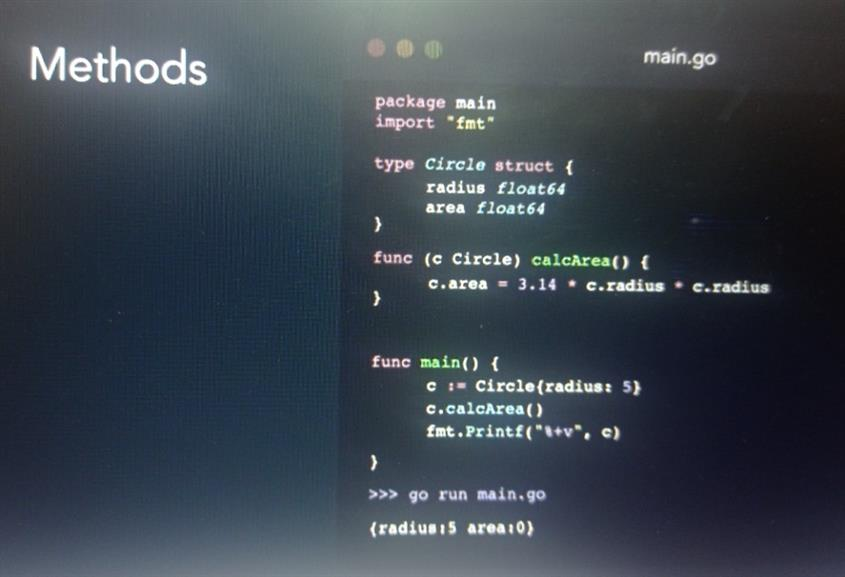 Methods
main.go
package main
import "fmt"
type Circle struct {
radius float64
area float64
}
func (c Circle) calcArea() {
c.area = 3.14 * c.radius * c.radius
}
func main() {
c := Circle{radius: 5}
c.calcArea()
fmt.Printf("%+v", c)
}
>>> go run main.go
{radius:5 area:0}